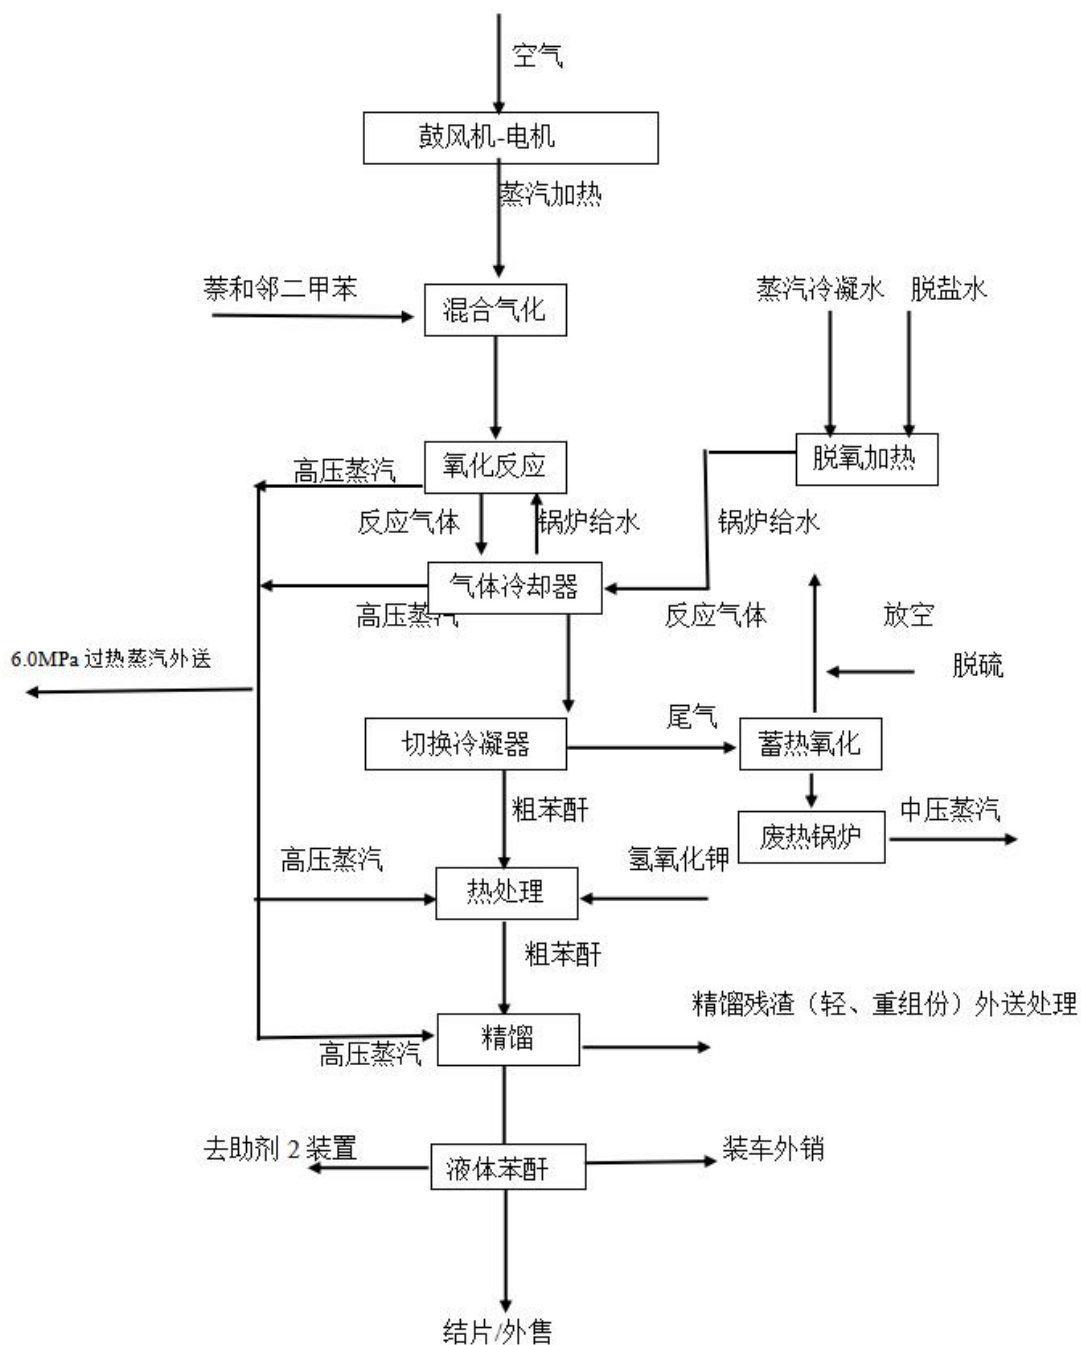 空气
鼓风机-电机
蒸汽加热
萘和邻二甲苯
混合气化
蒸汽冷凝水
脱盐水
高压蒸汽
氧化反应
脱氧加热
反应气体
锅炉给水
锅炉给水
气体冷却器
高压蒸汽
反应气体
放空
6.0MPa 过热蒸汽外送
脱硫
切换冷凝器
尾气
蓄热氧化
粗苯酐
废热锅炉
中压蒸汽
高压蒸汽
热处理
氢氧化钾
粗苯酐
精馏残渣（轻、重组份）外送处理
精馏
高压蒸汽
去助剂 2 装置
液体苯酐
装车外销
结片/外售